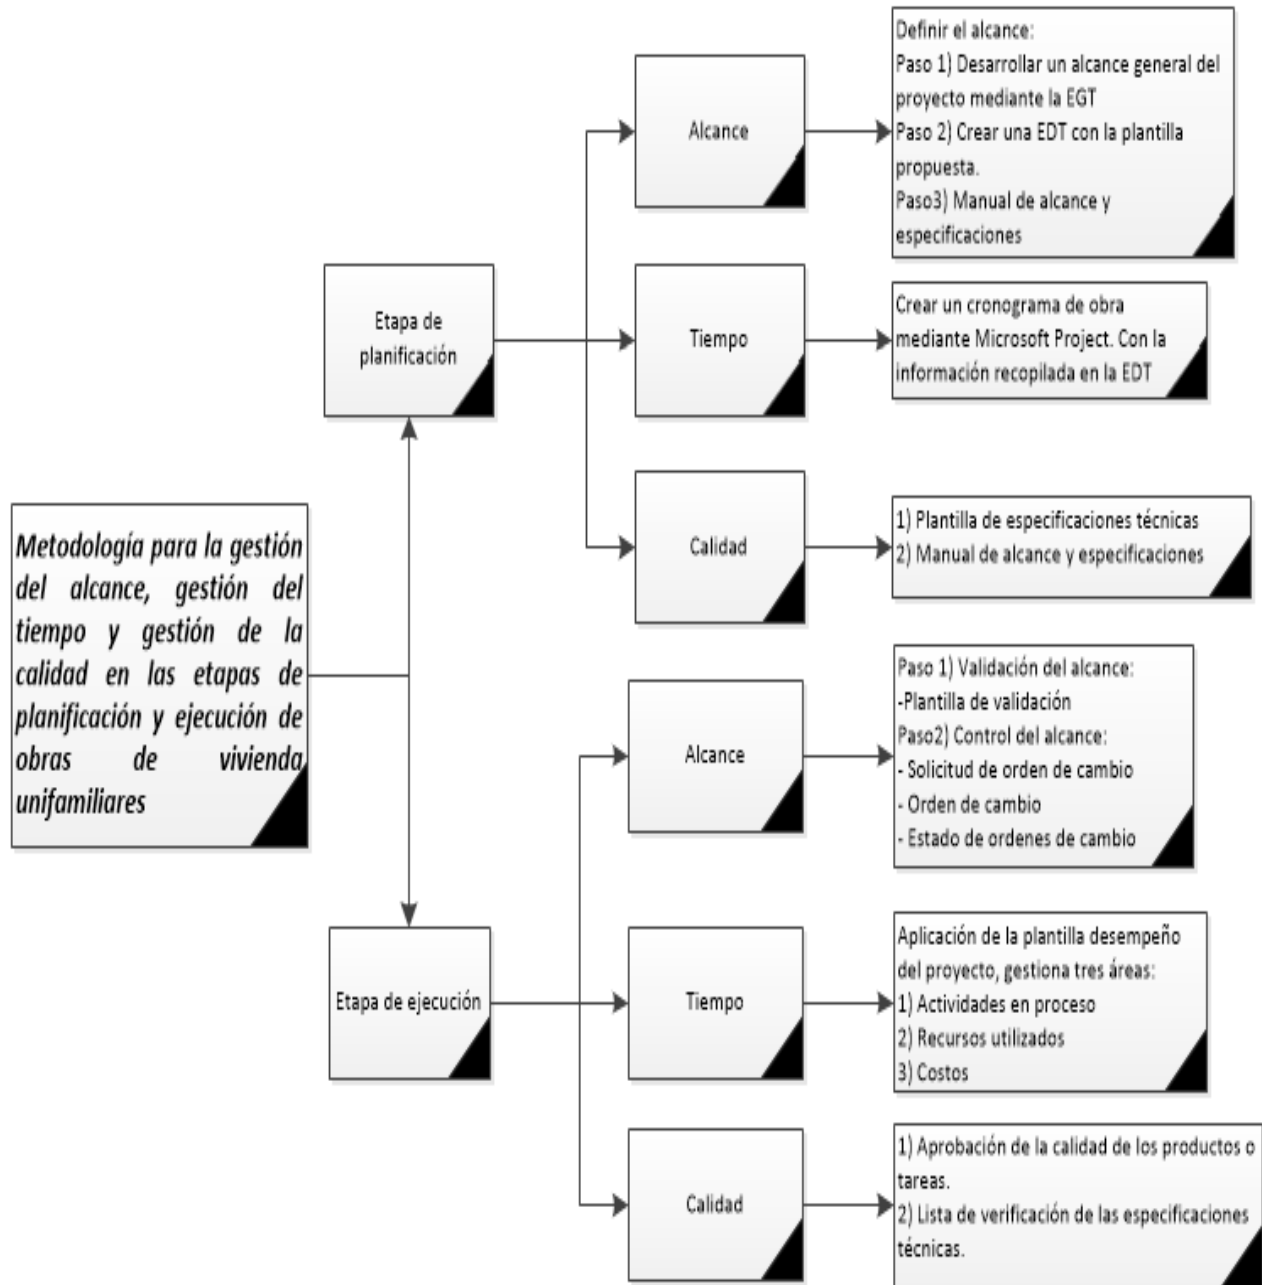 Metodología para la gestión
del alcance, gestión del
tiempo y gestión de la
calidad en las etapas de
planificación y ejecución de
obras de vivienda
unifamiliares
Etapa de
planificación
Alcance
Definir el alcance:
Paso 1) Desarrollar un alcance general del
proyecto mediante la EGT
Paso 2) Crear una EDT con la plantilla
propuesta.
Paso3) Manual de alcance y
especificaciones
Tiempo
Crear un cronograma de obra
mediante Microsoft Project. Con la
información recopilada en la EDT
Calidad
1) Plantilla de especificaciones técnicas
2) Manual de alcance y especificaciones
Etapa de ejecución
Alcance
Paso 1) Validación del alcance:
-Plantilla de validación
Paso2) Control del alcance:
- Solicitud de orden de cambio
- Orden de cambio
- Estado de ordenes de cambio
Tiempo
Aplicación de la plantilla desempeño
del proyecto, gestiona tres áreas:
1) Actividades en proceso
2) Recursos utilizados
3) Costos
Calidad
1) Aprobación de la calidad de los productos o
tareas.
2) Lista de verificación de las especificaciones
técnicas.